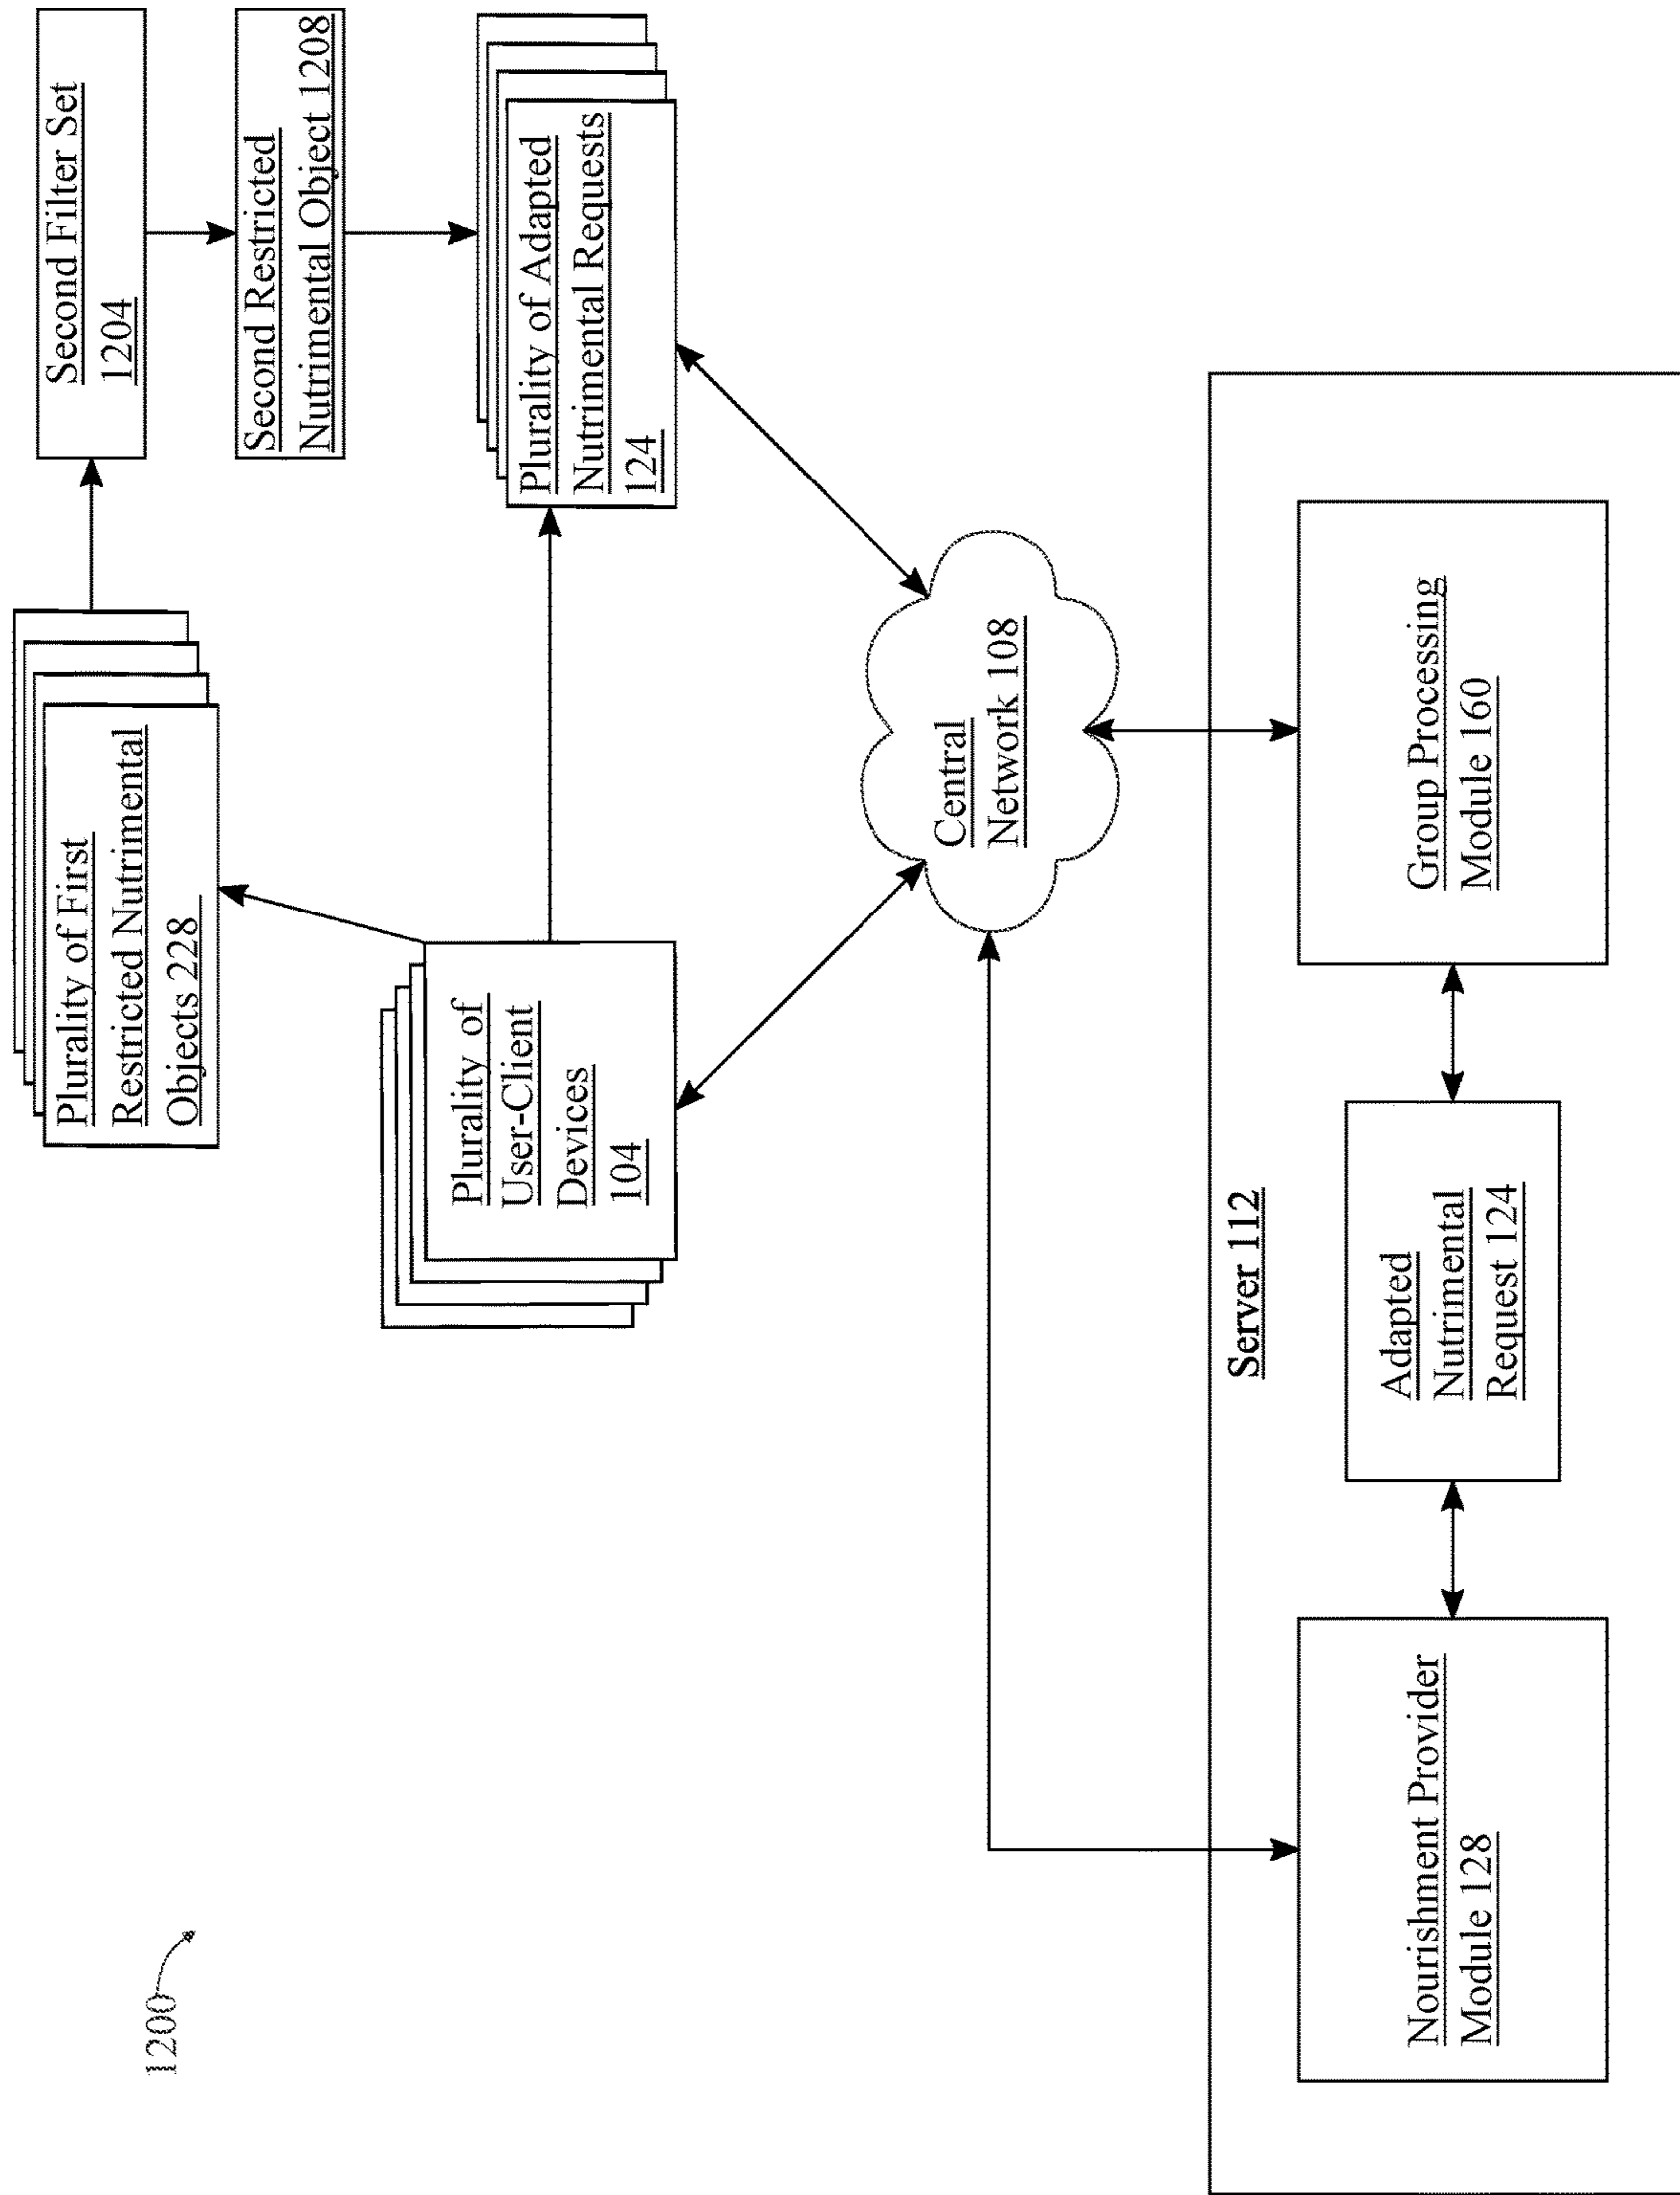 1200
Plurality of First
Restricted Nutrimental
Objects 228
Second Filter Set
1204
Second Restricted
Nutrimental Object 1208
Plurality of
User-Client
Devices
104
Plurality of Adapted
Nutrimental Requests
124
Central
Network 108
Server 112
Nourishment Provider
Module 128
Adapted
Nutrimental
Request 124
Group Processing
Module 160